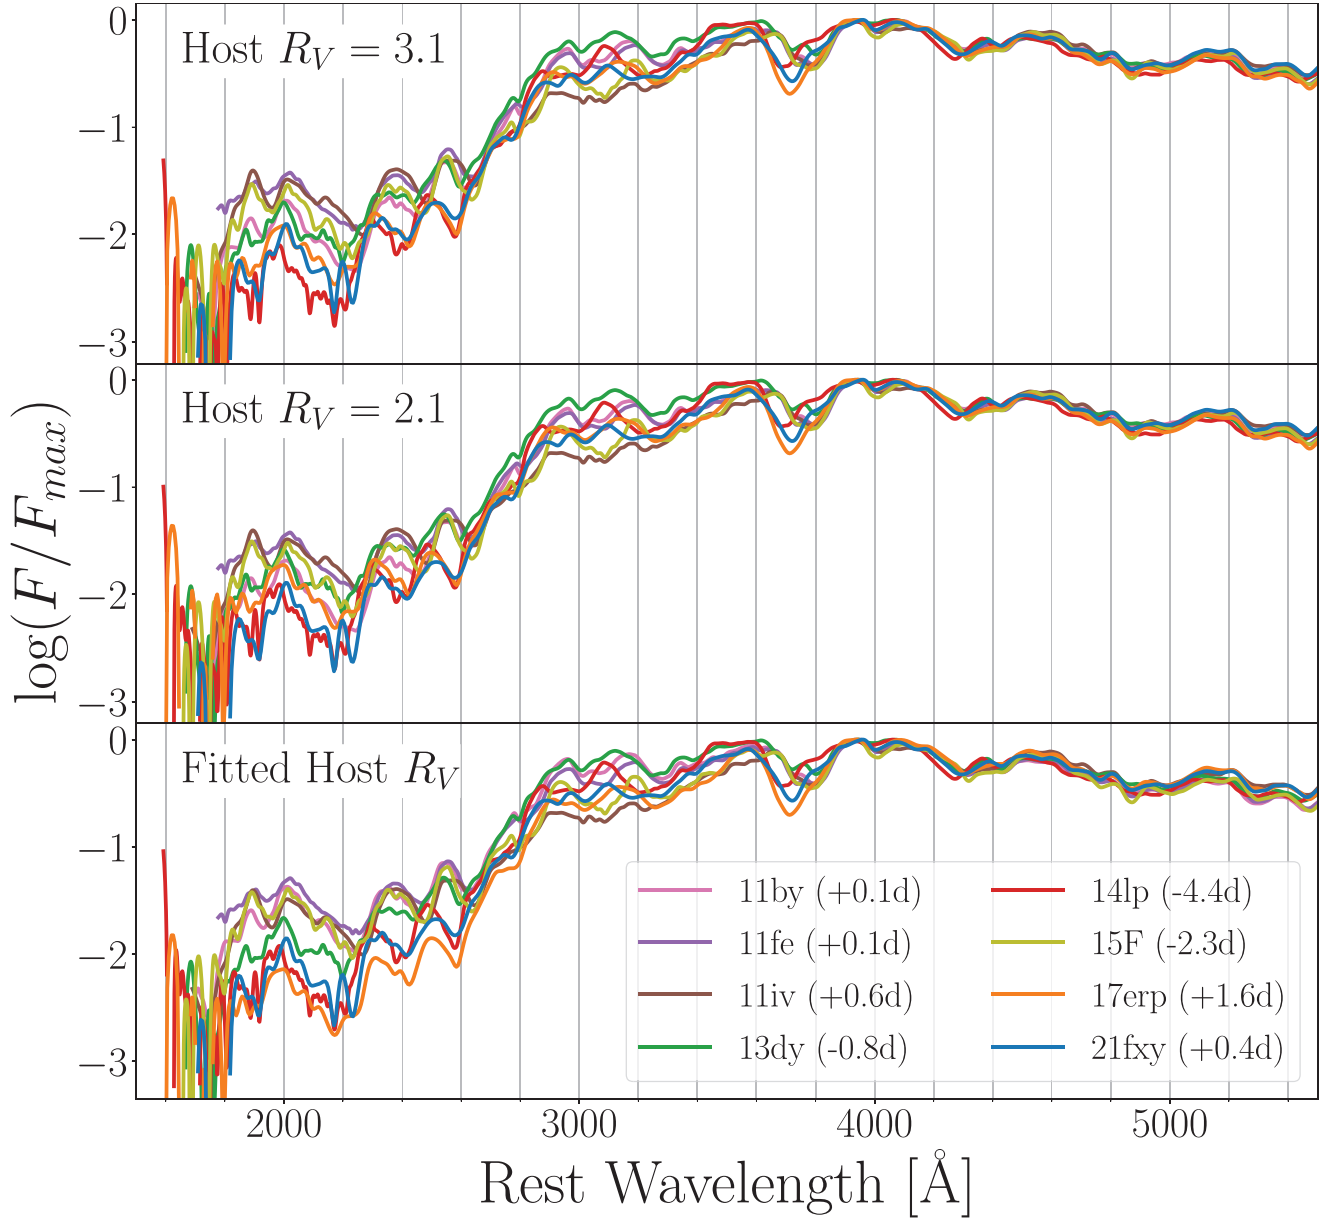 Host R_V = 3.1
0
−1
−2
−3
Host R_V = 2.1
0
−1
−2
−3
Fitted Host R_V
0
−1
−2
−3
log(F/F_max)
11by (+0.1d)
11fe (+0.1d)
11iv (+0.6d)
13dy (-0.8d)
14lp (-4.4d)
15F (-2.3d)
17erp (+1.6d)
21fxy (+0.4d)
2000 3000 4000 5000
Rest Wavelength [Å]